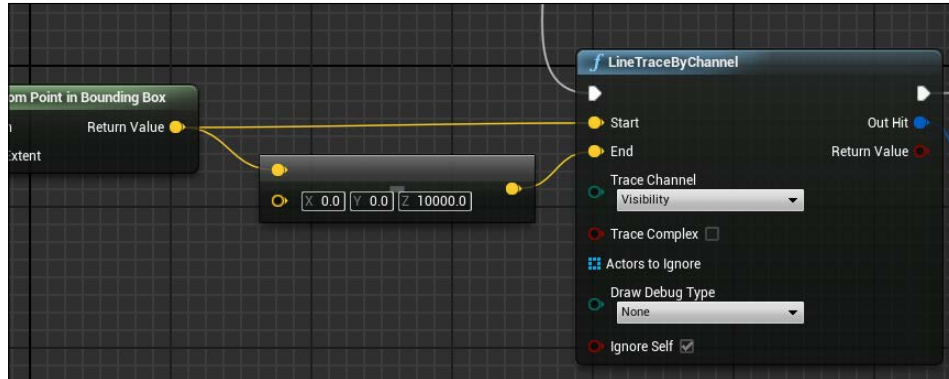 om Point in Bounding Box
Return Value
Extent
X 0.0 Y 0.0 Z 10000.0
f LineTraceByChannel
Start
Out Hit
End
Return Value
Trace Channel
Visibility
Trace Complex
Actors to Ignore
Draw Debug Type
None
Ignore Self